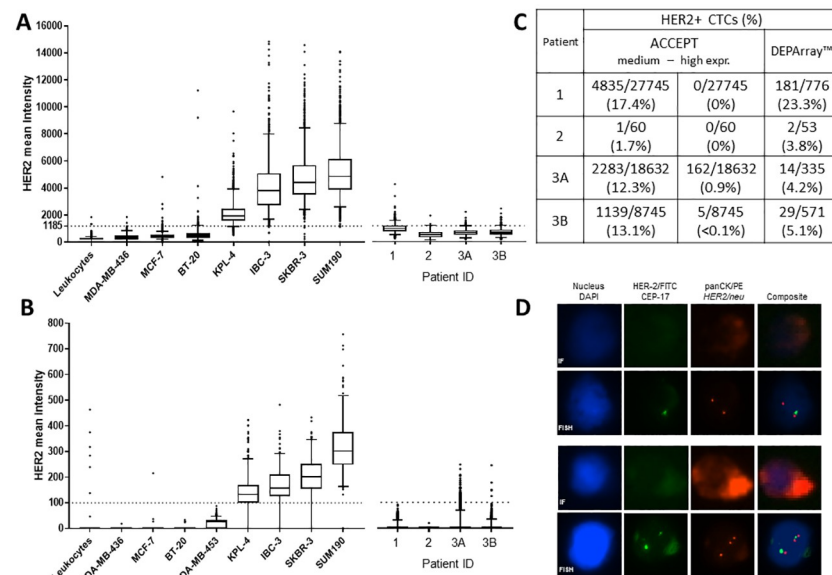 A
HER2 mean Intensity
16000
14000
12000
10000
8000
6000
4000
2000
1185
0
Leukocytes
MDA-MB-436
MCF-7
BT-20
KPL-4
IBC-3
SKBR-3
SUM190
1
2
3A
3B
Patient ID
B
HER2 mean Intensity
800
700
600
500
400
300
200
100
0
Leukocytes
MCF-7
BT-20
KPL-4
IBC-3
SKBR-3
SUM190
1
2
3A
3B
Patient ID
C
HER2+ CTCs (%)
Patient
ACCEPT
medium – high expr.
DEPArray™
1
4835/27745
(17.4%)
0/27745
(0%)
181/776
(23.3%)
2
1/60
(1.7%)
0/60
(0%)
2/53
(3.8%)
3A
2283/18632
(12.3%)
162/18632
(0.9%)
14/335
(4.2%)
3B
1139/8745
(13.1%)
5/8745
(<0.1%)
29/571
(5.1%)
D
Nucleus
DAPI
HER-2/FITC
CEP-17
panCK/PE
HER2/neu
Composite
IF
FISH
IF
FISH